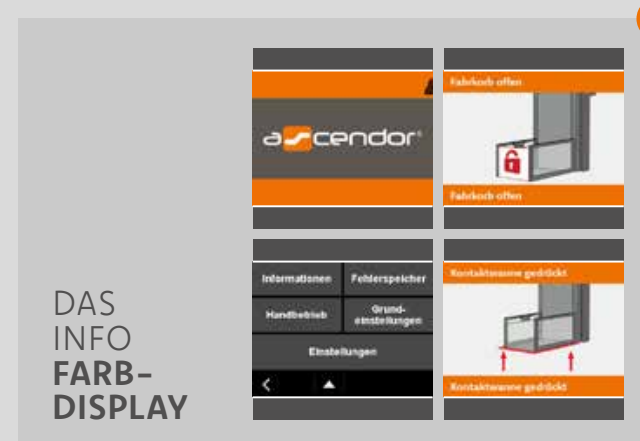 DAS
INFO
FARB-
DISPLAY
ascendor
Fahrkorb offen
Fahrkorb offen
Informationen Fehlerspeicher
Handbetrieb Grund-
einstellungen
Einstellungen
Kontaktwanne gedrückt
Kontaktwanne gedrückt